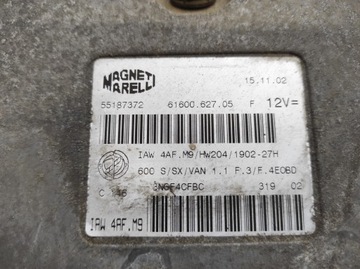 MAGNETI
MARELLI
15.11.02
55187372 61600.627.05 F 12V=
IAW 4AF.M9/HW204/1902-27H
600 S/SX/VAN 1.1 F.3/E.4EOBD
319 02
IAW 4AF.M9